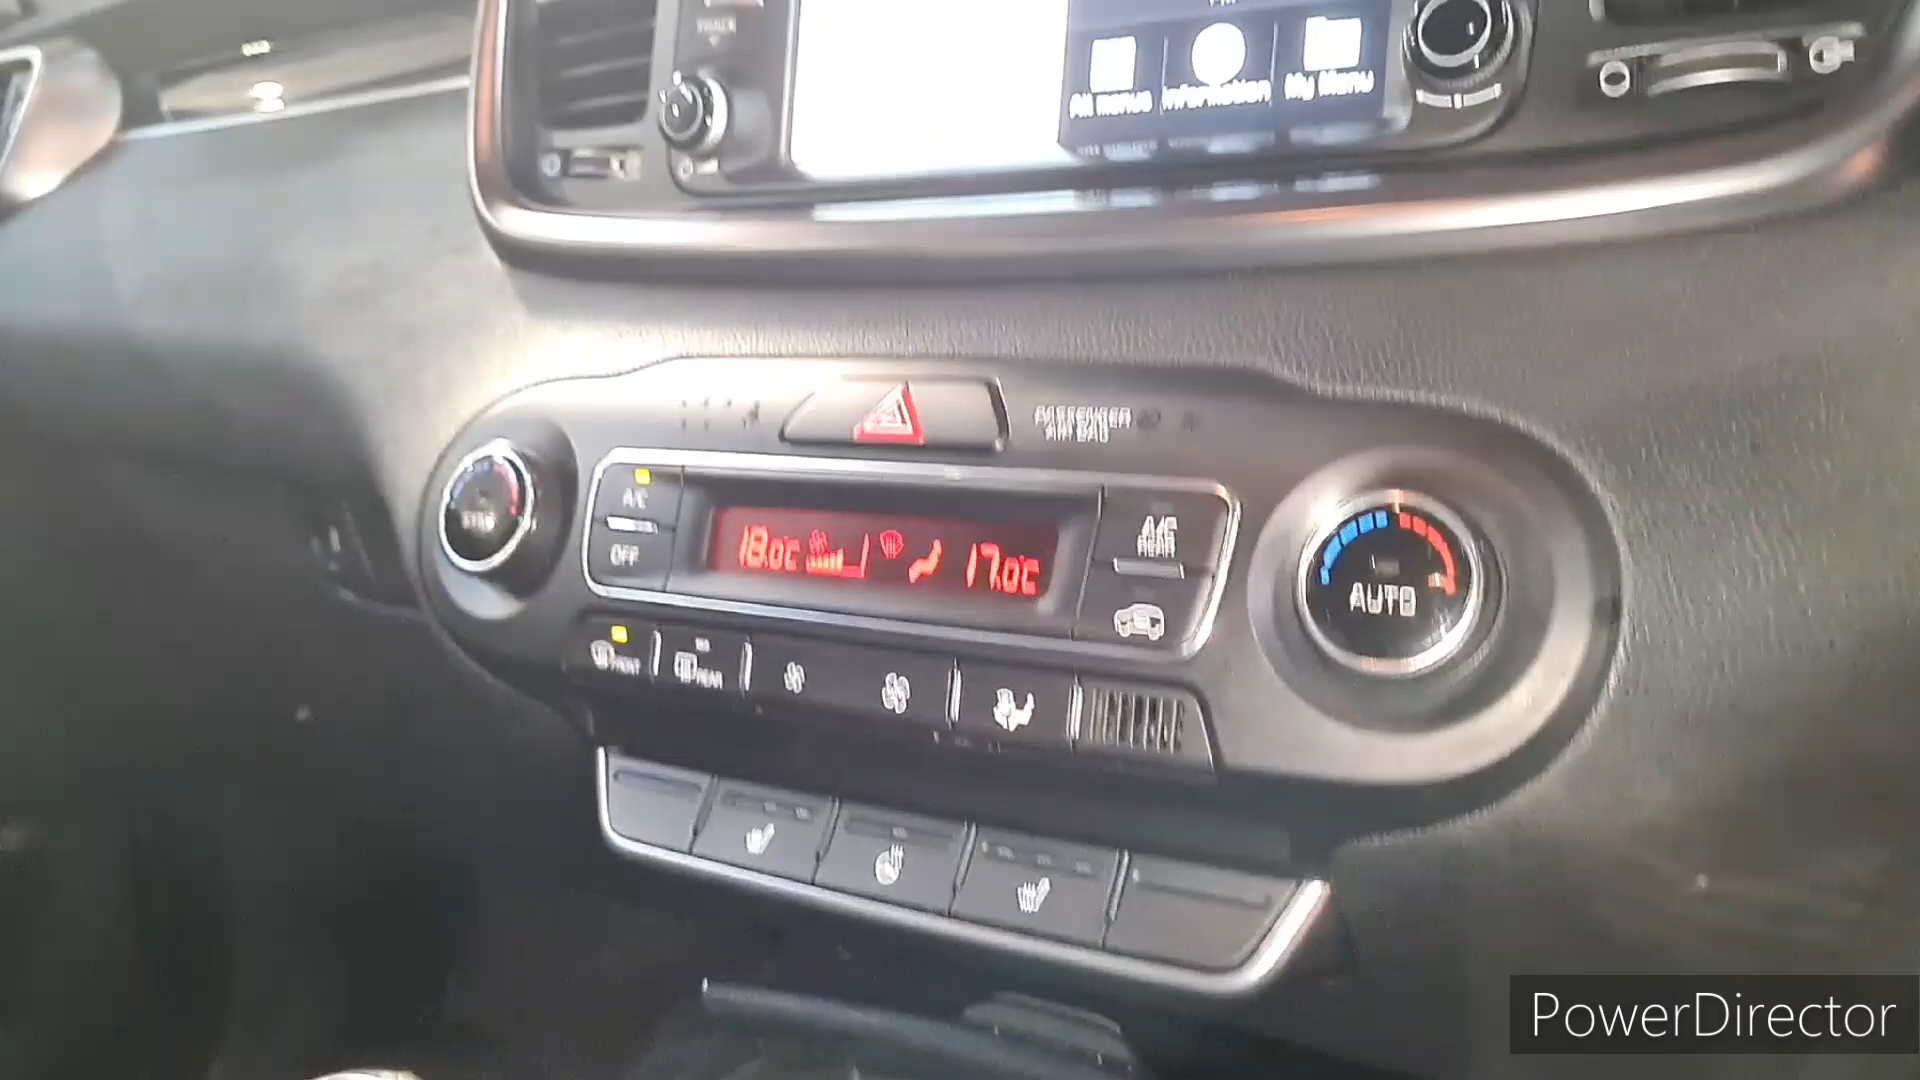 TRACK
All menus
Information
My Menu
PASSENGER
AIR BAG
A/C
OFF
18.0°C
17.0°C
A/C
REAR
SYNC
AUTO
FRONT
REAR
PowerDirector